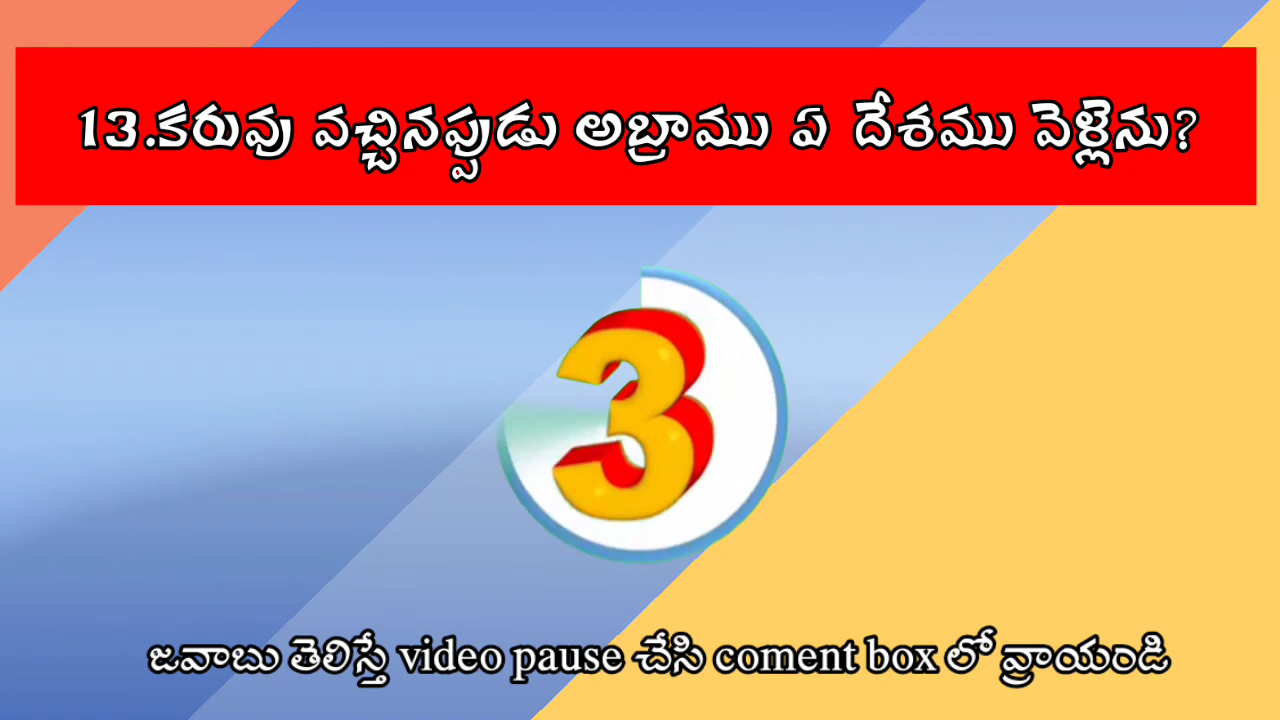 13.కరువు వచ్చినప్పుడు అబ్రాము ఏ దేశము వెళ్లెను?
3
జవాబు తెలిస్తే video pause చేసి coment box లో వ్రాయండి